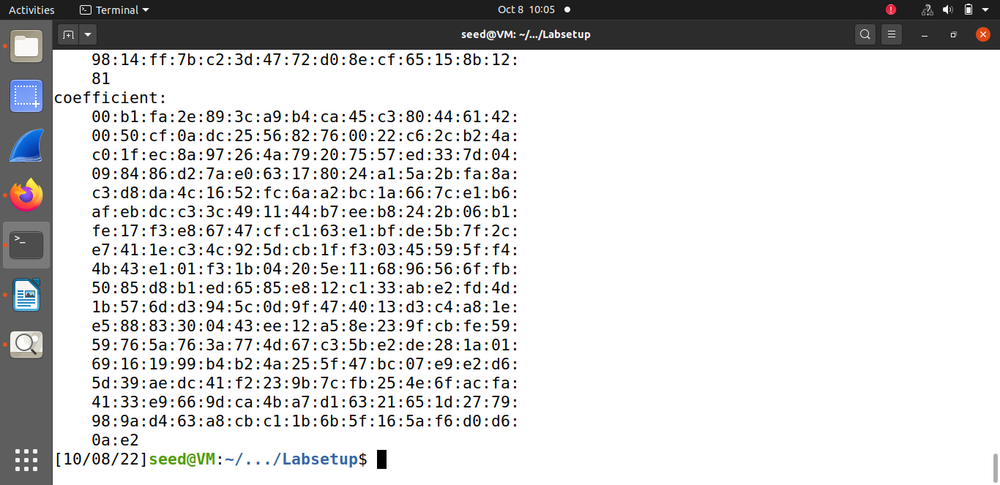 Activities
Terminal
Oct 8 10:05
seed@VM: ~/.../Labsetup
98:14:ff:7b:c2:3d:47:72:d0:8e:cf:65:15:8b:12:
81
coefficient:
00:b1:fa:2e:89:3c:a9:b4:ca:45:c3:80:44:61:42:
00:50:cf:0a:dc:25:56:82:76:00:22:c6:2c:b2:4a:
c0:1f:ec:8a:97:26:4a:79:20:75:57:ed:33:7d:04:
09:84:86:d2:7a:e0:63:17:80:24:a1:5a:2b:fa:8a:
c3:d8:da:4c:16:52:fc:6a:a2:bc:1a:66:7c:e1:b6:
af:eb:dc:c3:3c:49:11:44:b7:ee:b8:24:2b:06:b1:
fe:17:f3:e8:67:47:cf:c1:63:e1:bf:de:5b:7f:2c:
e7:41:1e:c3:4c:92:5d:cb:1f:f3:03:45:59:5f:f4:
4b:43:e1:01:f3:1b:04:20:5e:11:68:96:56:6f:fb:
50:85:d8:b1:ed:65:85:e8:12:c1:33:ab:e2:fd:4d:
1b:57:6d:d3:94:5c:0d:9f:47:40:13:d3:c4:a8:1e:
e5:88:83:30:04:43:ee:12:a5:8e:23:9f:cb:fe:59:
59:76:5a:76:3a:77:4d:67:c3:5b:e2:de:28:1a:01:
69:16:19:99:b4:b2:4a:25:5f:47:bc:07:e9:e2:d6:
5d:39:ae:dc:41:f2:23:9b:7c:fb:25:4e:6f:ac:fa:
41:33:e9:66:9d:ca:4b:a7:d1:63:21:65:1d:27:79:
98:9a:d4:63:a8:cb:c1:1b:6b:5f:16:5a:f6:d0:d6:
0a:e2
[10/08/22]seed@VM:~/.../Labsetup$